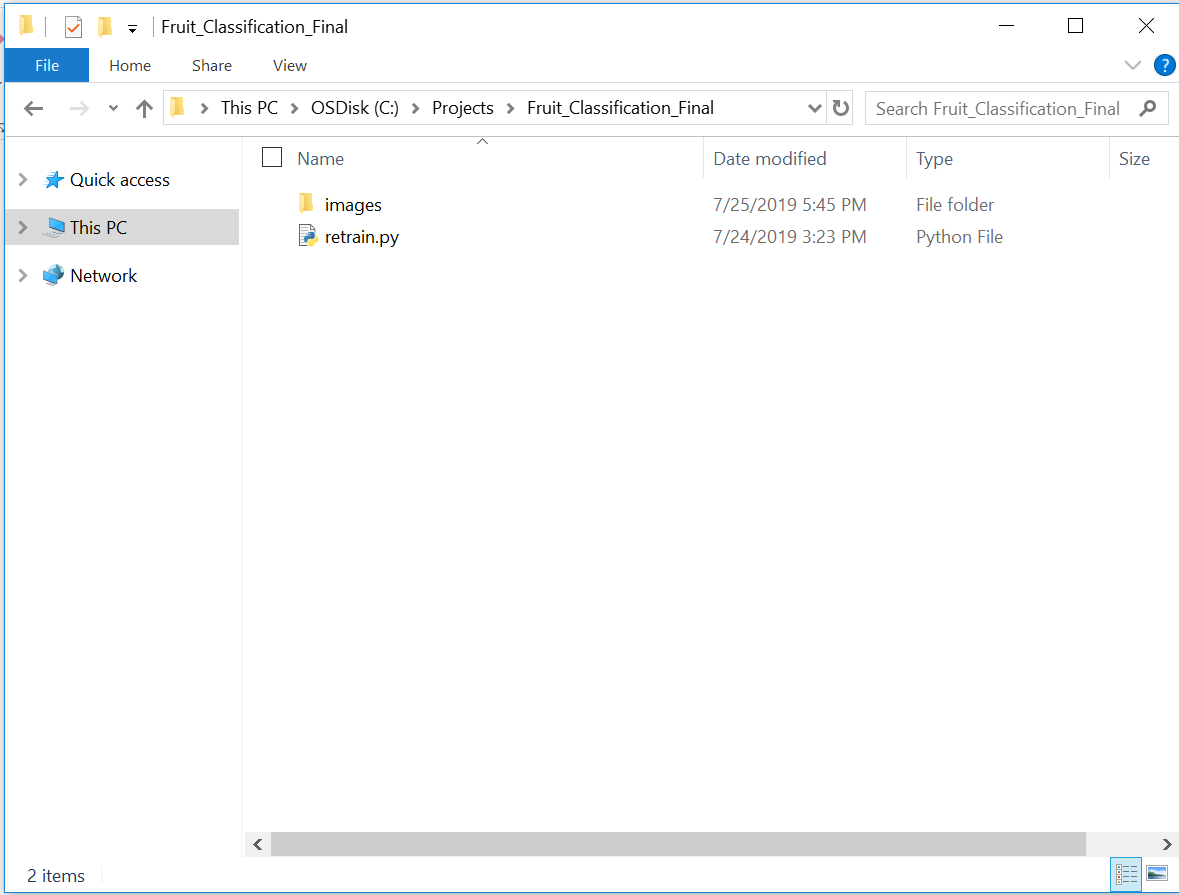 Fruit_Classification_Final
File Home Share View
?
This PC OSDisk (C:) Projects Fruit_Classification_Final Search Fruit_Classification_Final
Name Date modified Type Size
Quick access
This PC
Network
images 7/25/2019 5:45 PM File folder
retrain.py 7/24/2019 3:23 PM Python File
2 items